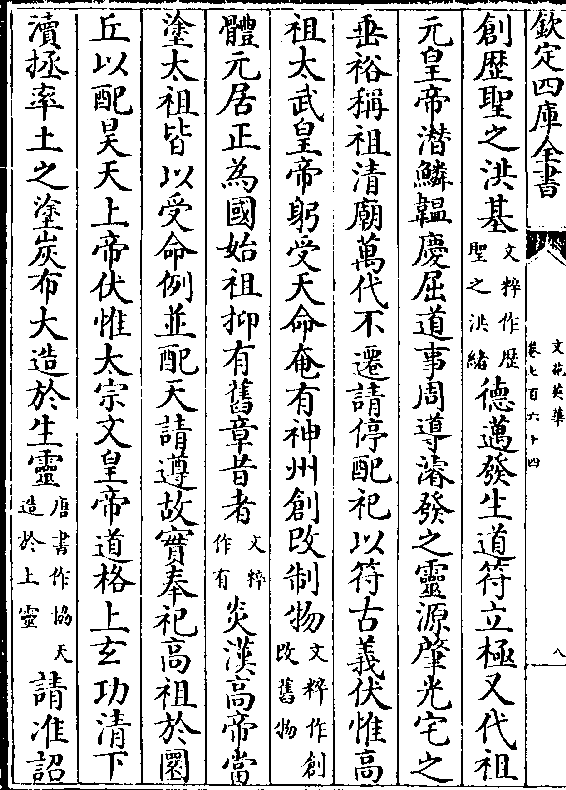 欽定四庫全書
文苑英華
卷七百六十四
八
創歴聖之洪基文粹作歴聖之洪緒德邁發生道符立極又代祖
元皇帝潜鱗韞慶屈道事周導濬發之靈源肇光宅之
垂裕稱祖清廟萬代不遷請停配祀以符古義伏惟高
祖太武皇帝躬受天命奄有神州創改制物文粹作創改舊物
體元居正為國始祖抑有舊章昔者文粹作有炎漢高帝當
塗太祖皆以受命例並配天請遵故實奉祀高祖於圜
丘以配昊天上帝伏惟太宗文皇帝道格上玄功清下
瀆拯率土之塗炭布大造於生靈唐書作協天造於上靈請准詔